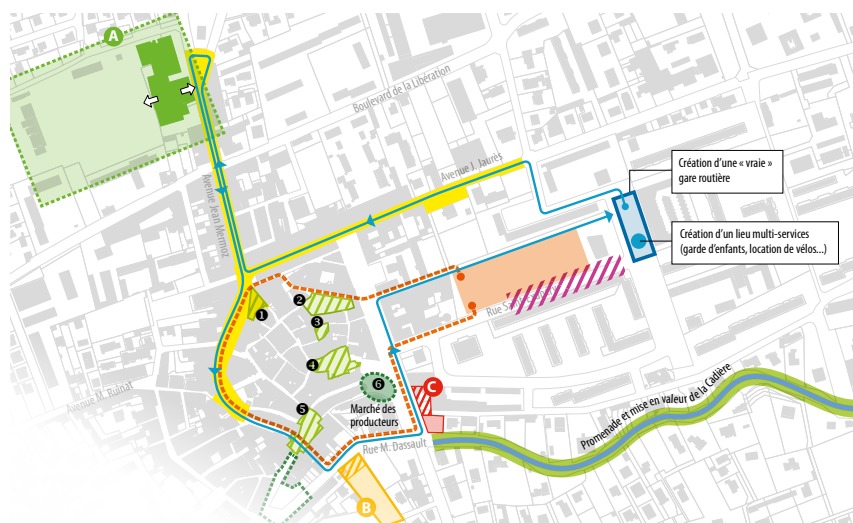 A
Boulevard de la Libération
Avenue J. Jaurès
Avenue Jean Mermoz
Création d'une « vraie »
gare routière
Création d'un lieu multi-services
(garde d'enfants, location de vélos...)
1
2
3
4
5
6
Marché des
producteurs
C
Avenue M. Ruinat
Rue M. Dassault
Promenade et mise en valeur de la Cadière
B